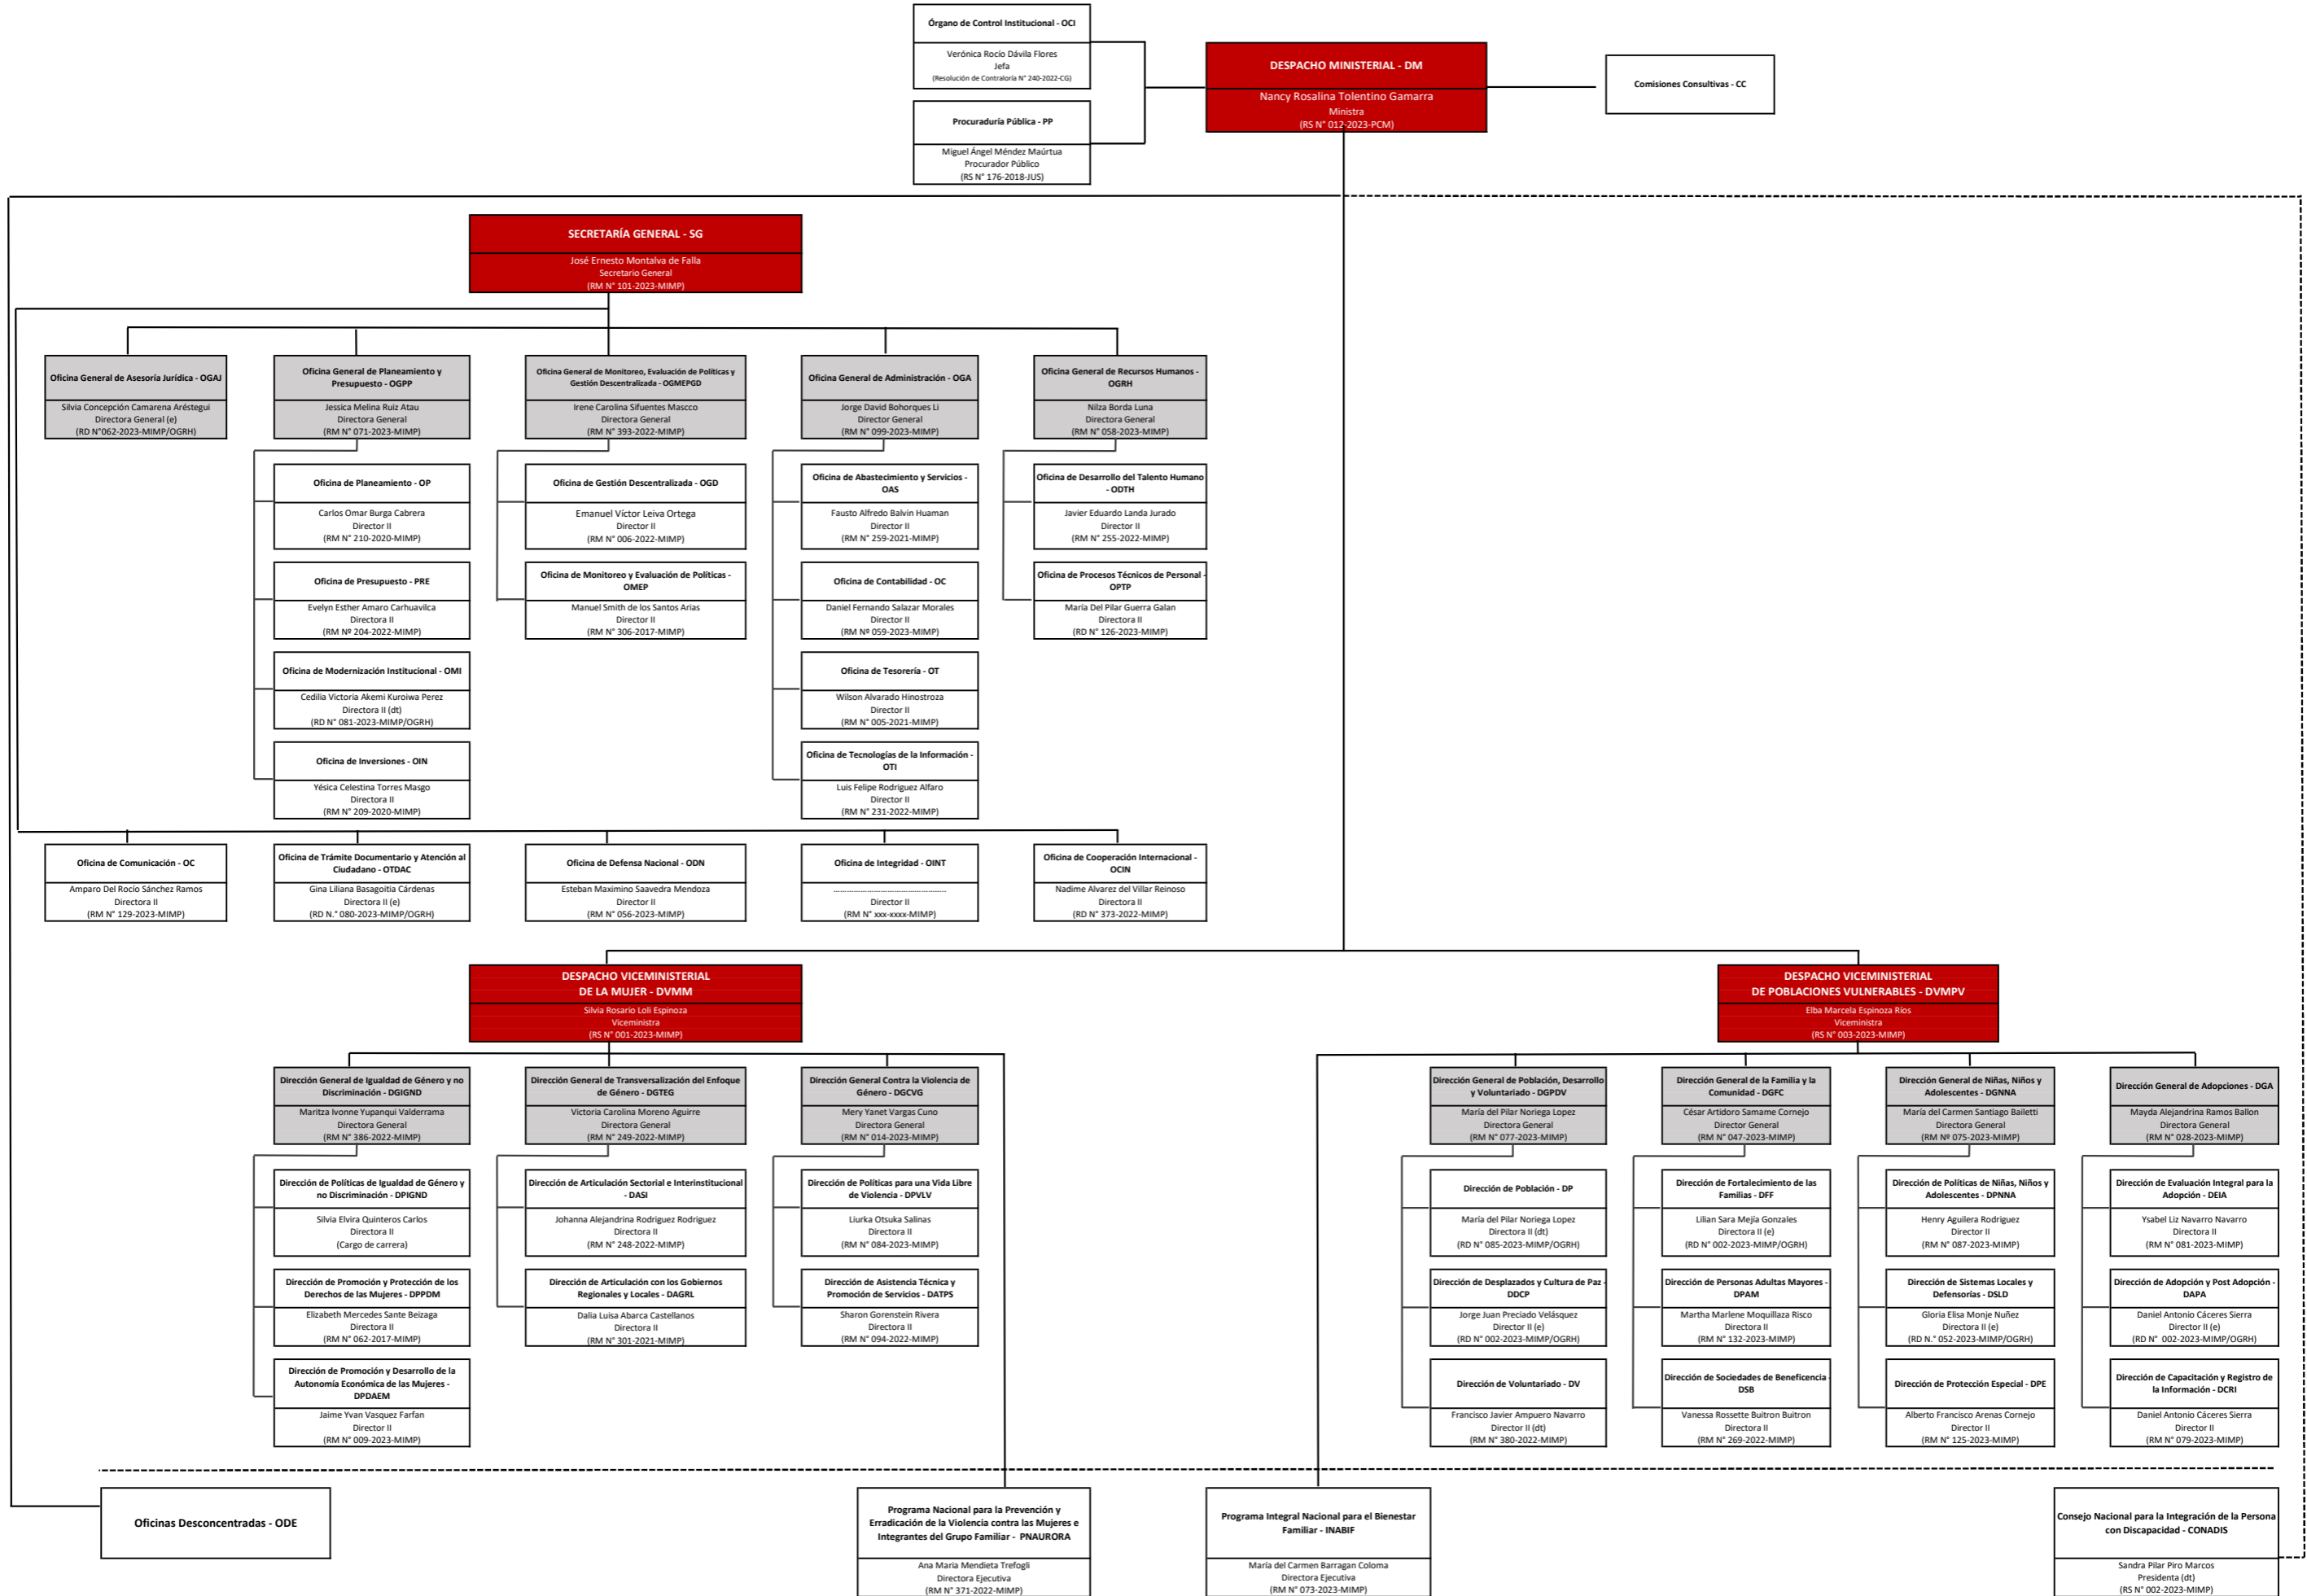 Órgano de Control Institucional - OCI
Verónica Rocío Dávila Flores
Jefa
(Resolución de Contraloría N° 240-2022-CG)
DESPACHO MINISTERIAL - DM
Nancy Rosalina Tolentino Gamarra
Ministra
(RS N° 012-2023-PCM)
Comisiones Consultivas - CC
Procuraduría Pública - PP
Miguel Ángel Méndez Maúrtua
Procurador Público
(RS N° 176-2018-JUS)
SECRETARÍA GENERAL - SG
José Ernesto Montalva de Falla
Secretario General
(RM N° 101-2023-MIMP)
Oficina General de Asesoría Jurídica - OGAJ
Silvia Concepción Camarena Aréstegui
Directora General (e)
(RD N°062-2023-MIMP/OGRH)
Oficina General de Planeamiento y
Presupuesto - OGPP
Jessica Melina Ruiz Atau
Directora General
(RM N° 071-2023-MIMP)
Oficina General de Monitoreo, Evaluación de Políticas y
Gestión Descentralizada - OGMEPGD
Irene Carolina Sifuentes Mascco
Directora General
(RM N° 393-2022-MIMP)
Oficina General de Administración - OGA
Jorge David Bohorques Li
Director General
(RM N° 099-2023-MIMP)
Oficina General de Recursos Humanos -
OGRH
Nilza Borda Luna
Directora General
(RM N° 058-2023-MIMP)
Oficina de Planeamiento - OP
Carlos Omar Burga Cabrera
Director II
(RM N° 210-2020-MIMP)
Oficina de Gestión Descentralizada - OGD
Emanuel Víctor Leiva Ortega
Director II
(RM N° 006-2022-MIMP)
Oficina de Abastecimiento y Servicios -
OAS
Fausto Alfredo Balvin Huaman
Director II
(RM N° 259-2021-MIMP)
Oficina de Desarrollo del Talento Humano
- ODTH
Javier Eduardo Landa Jurado
Director II
(RM N° 255-2022-MIMP)
Oficina de Presupuesto - PRE
Evelyn Esther Amaro Carhuavilca
Directora II
(RM Nº 204-2022-MIMP)
Oficina de Monitoreo y Evaluación de Políticas -
OMEP
Manuel Smith de los Santos Arias
Director II
(RM N° 306-2017-MIMP)
Oficina de Contabilidad - OC
Daniel Fernando Salazar Morales
Director II
(RM Nº 059-2023-MIMP)
Oficina de Procesos Técnicos de Personal -
OPTP
María Del Pilar Guerra Galan
Directora II
(RD N° 126-2023-MIMP)
Oficina de Modernización Institucional - OMI
Cedilia Victoria Akemi Kuroiwa Perez
Directora II (dt)
(RD N° 081-2023-MIMP/OGRH)
Oficina de Tesorería - OT
Wilson Alvarado Hinostroza
Director II
(RM N° 005-2021-MIMP)
Oficina de Inversiones - OIN
Yésica Celestina Torres Masgo
Directora II
(RM N° 209-2020-MIMP)
Oficina de Tecnologías de la Información -
OTI
Luis Felipe Rodriguez Alfaro
Director II
(RM N° 231-2022-MIMP)
Oficina de Comunicación - OC
Amparo Del Rocío Sánchez Ramos
Directora II
(RM N° 129-2023-MIMP)
Oficina de Trámite Documentario y Atención al
Ciudadano - OTDAC
Gina Liliana Basagoitia Cárdenas
Directora II (e)
(RD N.° 080-2023-MIMP/OGRH)
Oficina de Defensa Nacional - ODN
Esteban Maximino Saavedra Mendoza
Director II
(RM N° 056-2023-MIMP)
Oficina de Integridad - OINT
................................................
Director II
(RM N° xxx-xxxx-MIMP)
Oficina de Cooperación Internacional -
OCIN
Nadime Alvarez del Villar Reinoso
Directora II
(RD N° 373-2022-MIMP)
DESPACHO VICEMINISTERIAL
DE LA MUJER - DVMM
Silvia Rosario Loli Espinoza
Viceministra
(RS N° 001-2023-MIMP)
DESPACHO VICEMINISTERIAL
DE POBLACIONES VULNERABLES - DVMPV
Elba Marcela Espinoza Ríos
Viceministra
(RS N° 003-2023-MIMP)
Dirección General de Igualdad de Género y no
Discriminación - DGIGND
Maritza Ivonne Yupanqui Valderrama
Directora General
(RM N° 386-2022-MIMP)
Dirección General de Transversalización del Enfoque
de Género - DGTEG
Victoria Carolina Moreno Aguirre
Directora General
(RM N° 249-2022-MIMP)
Dirección General Contra la Violencia de
Género - DGCVG
Mery Yanet Vargas Cuno
Directora General
(RM N° 014-2023-MIMP)
Dirección General de Población, Desarrollo
y Voluntariado - DGPDV
María del Pilar Noriega Lopez
Directora General
(RM N° 077-2023-MIMP)
Dirección General de la Familia y la
Comunidad - DGFC
César Artidoro Samame Cornejo
Director General
(RM N° 047-2023-MIMP)
Dirección General de Niñas, Niños y
Adolescentes - DGNNA
María del Carmen Santiago Bailetti
Directora General
(RM Nº 075-2023-MIMP)
Dirección General de Adopciones - DGA
Mayda Alejandrina Ramos Ballon
Directora General
(RM N° 028-2023-MIMP)
Dirección de Políticas de Igualdad de Género y
no Discriminación - DPIGND
Silvia Elvira Quinteros Carlos
Directora II
(Cargo de carrera)
Dirección de Articulación Sectorial e Interinstitucional
- DASI
Johanna Alejandrina Rodriguez Rodriguez
Directora II
(RM N° 248-2022-MIMP)
Dirección de Políticas para una Vida Libre
de Violencia - DPVLV
Liurka Otsuka Salinas
Directora II
(RM N° 084-2023-MIMP)
Dirección de Población - DP
María del Pilar Noriega Lopez
Directora II (dt)
(RD N° 085-2023-MIMP/OGRH)
Dirección de Fortalecimiento de las
Familias - DFF
Lilian Sara Mejía Gonzales
Directora II (e)
(RD N° 002-2023-MIMP/OGRH)
Dirección de Políticas de Niñas, Niños y
Adolescentes - DPNNA
Henry Aguilera Rodriguez
Director II
(RM N° 087-2023-MIMP)
Dirección de Evaluación Integral para la
Adopción - DEIA
Ysabel Liz Navarro Navarro
Directora II
(RM N° 081-2023-MIMP)
Dirección de Promoción y Protección de los
Derechos de las Mujeres - DPPDM
Elizabeth Mercedes Sante Beizaga
Directora II
(RM N° 062-2017-MIMP)
Dirección de Articulación con los Gobiernos
Regionales y Locales - DAGRL
Dalia Luisa Abarca Castellanos
Directora II
(RM N° 301-2021-MIMP)
Dirección de Asistencia Técnica y
Promoción de Servicios - DATPS
Sharon Gorenstein Rivera
Directora II
(RM N° 094-2022-MIMP)
Dirección de Desplazados y Cultura de Paz -
DDCP
Jorge Juan Preciado Velásquez
Director II (e)
(RD N° 002-2023-MIMP/OGRH)
Dirección de Personas Adultas Mayores -
DPAM
Martha Marlene Moquillaza Risco
Directora II
(RM N° 132-2023-MIMP)
Dirección de Sistemas Locales y
Defensorías - DSLD
Gloria Elisa Monje Nuñez
Directora II (e)
(RD N.° 052-2023-MIMP/OGRH)
Dirección de Adopción y Post Adopción -
DAPA
Daniel Antonio Cáceres Sierra
Director II (e)
(RD N° 002-2023-MIMP/OGRH)
Dirección de Promoción y Desarrollo de la
Autonomía Económica de las Mujeres -
DPDAEM
Jaime Yvan Vasquez Farfan
Director II
(RM N° 009-2023-MIMP)
Dirección de Voluntariado - DV
Francisco Javier Ampuero Navarro
Director II (dt)
(RM N° 380-2022-MIMP)
Dirección de Sociedades de Beneficencia -
DSB
Vanessa Rossette Buitron Buitron
Directora II
(RM N° 269-2022-MIMP)
Dirección de Protección Especial - DPE
Alberto Francisco Arenas Cornejo
Director II
(RM N° 125-2023-MIMP)
Dirección de Capacitación y Registro de
la Información - DCRI
Daniel Antonio Cáceres Sierra
Director II
(RM N° 079-2023-MIMP)
Oficinas Desconcentradas - ODE
Programa Nacional para la Prevención y
Erradicación de la Violencia contra las Mujeres e
Integrantes del Grupo Familiar - PNAURORA
Ana Maria Mendieta Trefogli
Directora Ejecutiva
(RM N° 371-2022-MIMP)
Programa Integral Nacional para el Bienestar
Familiar - INABIF
María del Carmen Barragan Coloma
Directora Ejecutiva
(RM N° 073-2023-MIMP)
Consejo Nacional para la Integración de la Persona
con Discapacidad - CONADIS
Sandra Pilar Piro Marcos
Presidenta (dt)
(RS N° 002-2023-MIMP)